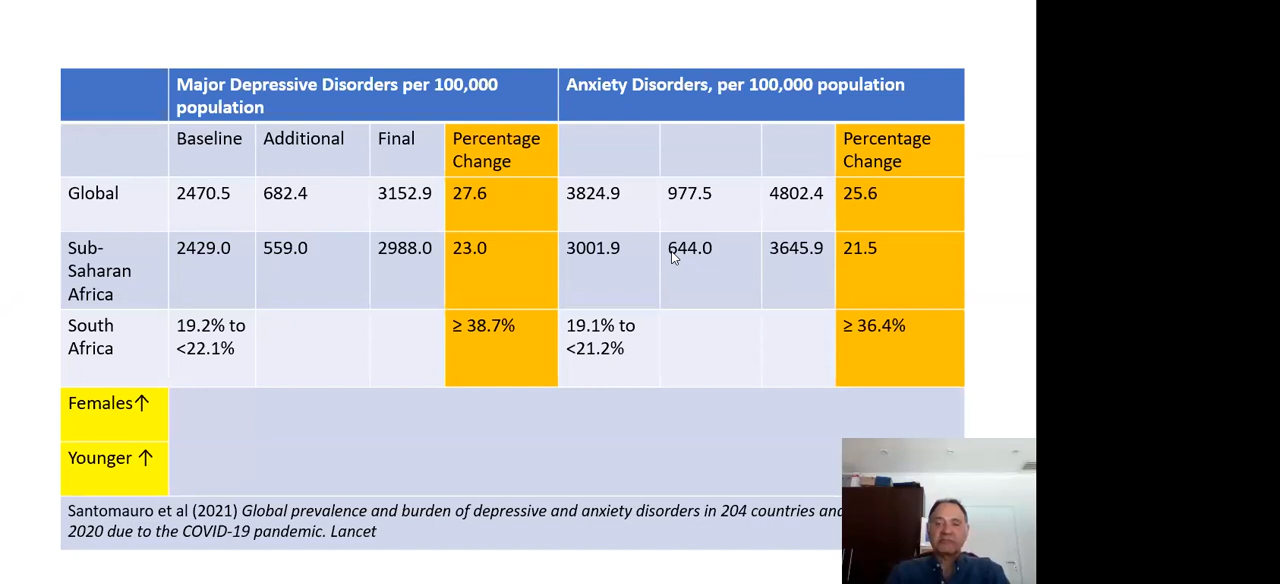 Major Depressive Disorders per 100,000
population
Anxiety Disorders, per 100,000 population
Baseline Additional Final Percentage
Change
Percentage
Change
Global 2470.5 682.4 3152.9 27.6 3824.9 977.5 4802.4 25.6
Sub-
Saharan
Africa
2429.0 559.0 2988.0 23.0 3001.9 644.0 3645.9 21.5
South
Africa
19.2% to
<22.1%
≥ 38.7%
19.1% to
<21.2%
≥ 36.4%
Females↑
Younger ↑
Santomauro et al (2021) Global prevalence and burden of depressive and anxiety disorders in 204 countries and
2020 due to the COVID-19 pandemic. Lancet